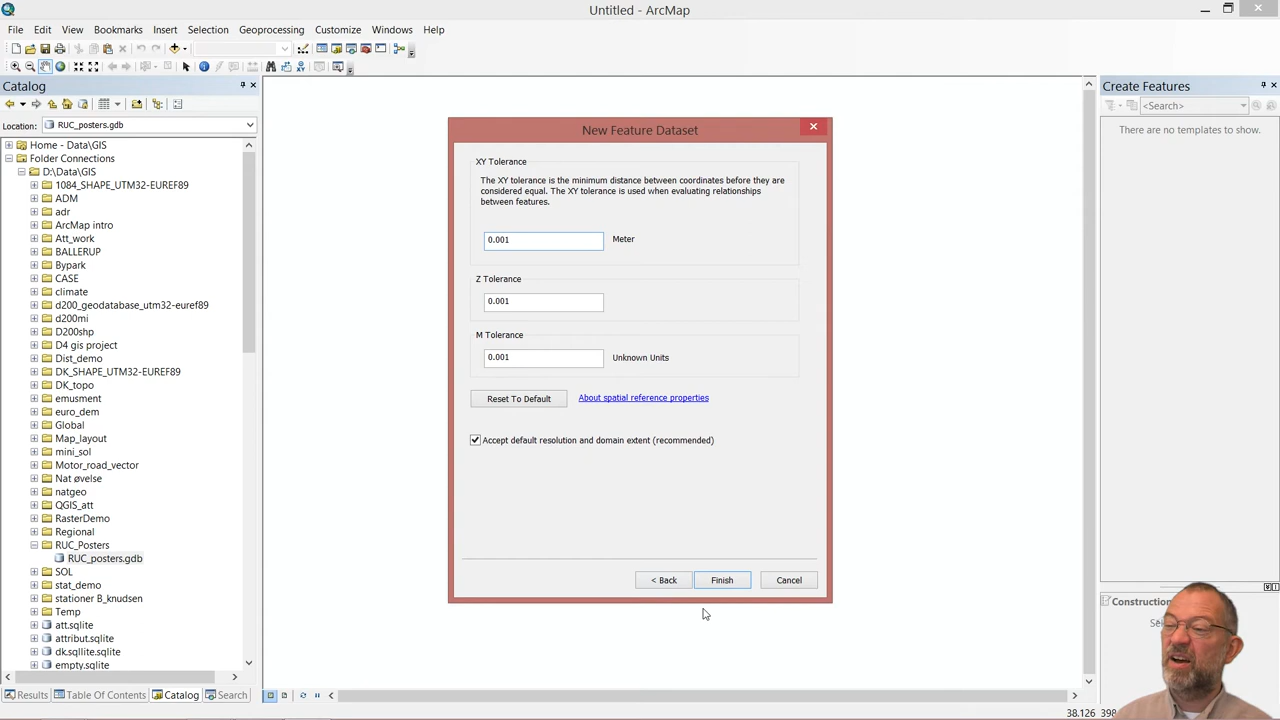 Untitled - ArcMap
File Edit View Bookmarks Insert Selection Geoprocessing Customize Windows Help
Catalog
Location: RUC_posters.gdb
Home - Data\GIS
Folder Connections
D:\Data\GIS
1084_SHAPE_UTM32-EUREF89
ADM
adr
ArcMap intro
Att_work
BALLERUP
Bypark
CASE
climate
d200_geodatabase_utm32-euref89
d200mi
D200shp
D4 gis project
Dist_demo
DK_SHAPE_UTM32-EUREF89
DK_topo
emusment
euro_dem
Global
Map_layout
mini_sol
Motor_road_vector
Nat øvelse
natgeo
QGIS_att
RasterDemo
Regional
RUC_Posters
RUC_posters.gdb
SOL
stat_demo
stationer B_knudsen
Temp
att.sqlite
attribut.sqlite
dk.sqllite.sqlite
empty.sqlite
Results Table Of Contents Catalog Search
New Feature Dataset
XY Tolerance
The XY tolerance is the minimum distance between coordinates before they are
considered equal. The XY tolerance is used when evaluating relationships
between features.
0.001 Meter
Z Tolerance
0.001
M Tolerance
0.001 Unknown Units
Reset To Default About spatial reference properties
Accept default resolution and domain extent (recommended)
< Back Finish Cancel
Create Features
<Search>
There are no templates to show.
Construction
38.126 398